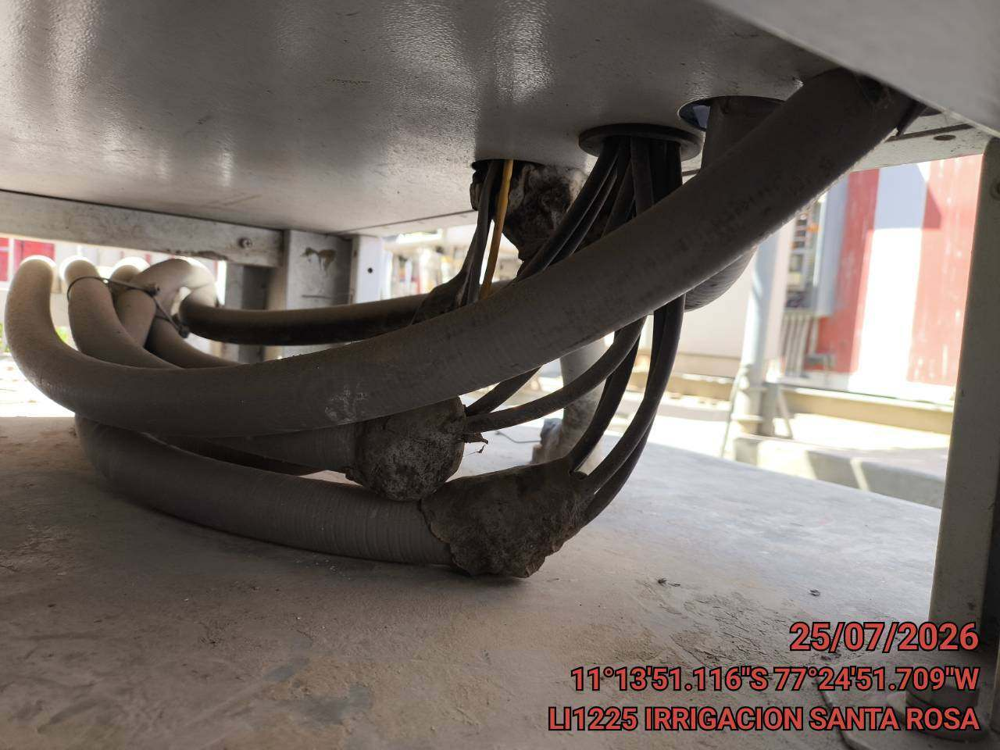 25/07/2026
11°13'51.116"S 77°24'51.709"W
LI1225 IRRIGACION SANTA ROSA